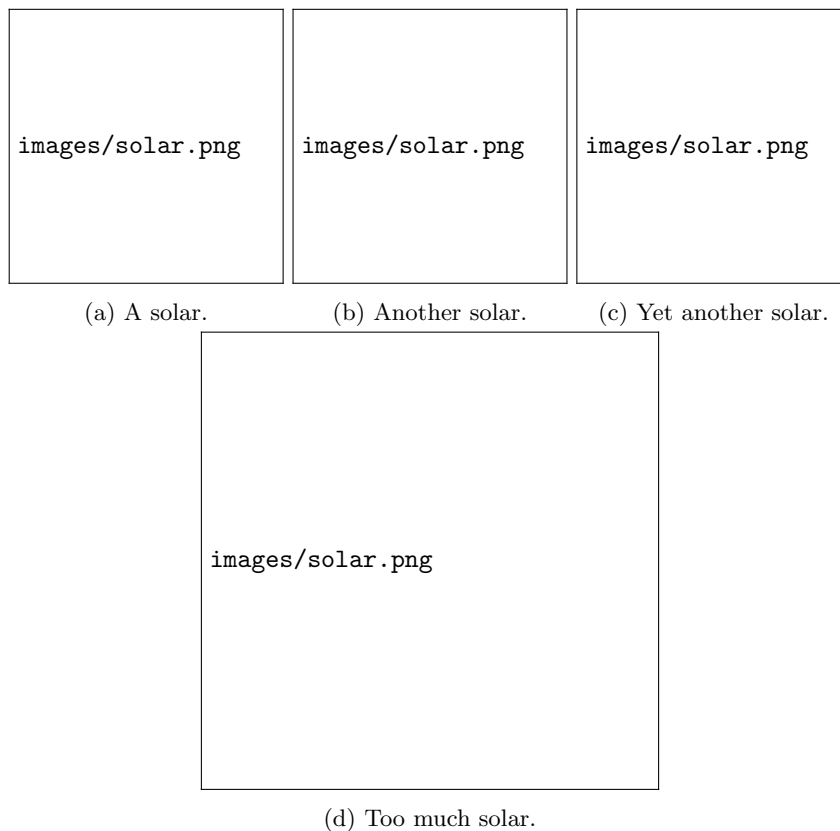 images/solar.png images/solar.png images/solar.png
(a) A solar. (b) Another solar. (c) Yet another solar.
images/solar.png
(d) Too much solar.